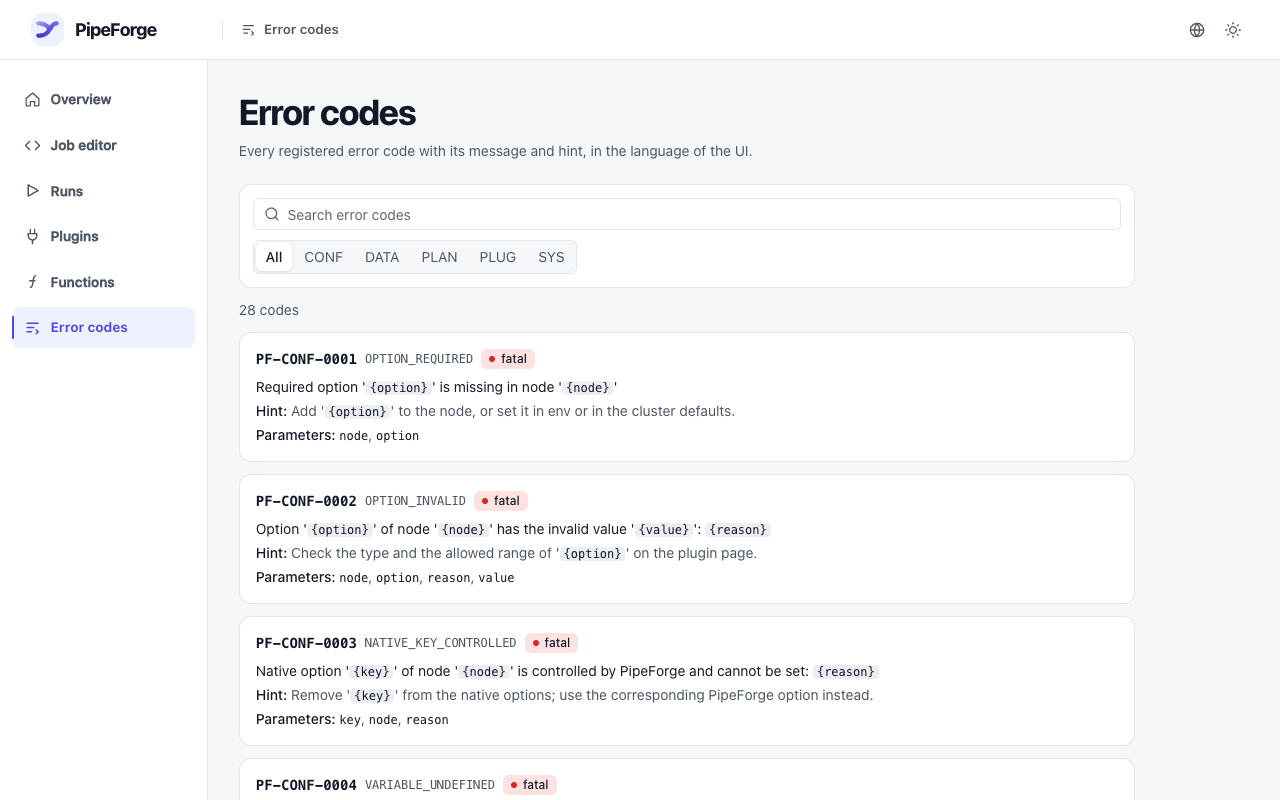 PipeForge
Error codes
Overview
Job editor
Runs
Plugins
Functions
Error codes
Error codes
Every registered error code with its message and hint, in the language of the UI.
Search error codes
All CONF DATA PLAN PLUG SYS
28 codes
PF-CONF-0001 OPTION_REQUIRED fatal
Required option '{option}' is missing in node '{node}'
Hint: Add '{option}' to the node, or set it in env or in the cluster defaults.
Parameters: node, option
PF-CONF-0002 OPTION_INVALID fatal
Option '{option}' of node '{node}' has the invalid value '{value}': {reason}
Hint: Check the type and the allowed range of '{option}' on the plugin page.
Parameters: node, option, reason, value
PF-CONF-0003 NATIVE_KEY_CONTROLLED fatal
Native option '{key}' of node '{node}' is controlled by PipeForge and cannot be set: {reason}
Hint: Remove '{key}' from the native options; use the corresponding PipeForge option instead.
Parameters: key, node, reason
PF-CONF-0004 VARIABLE_UNDEFINED fatal